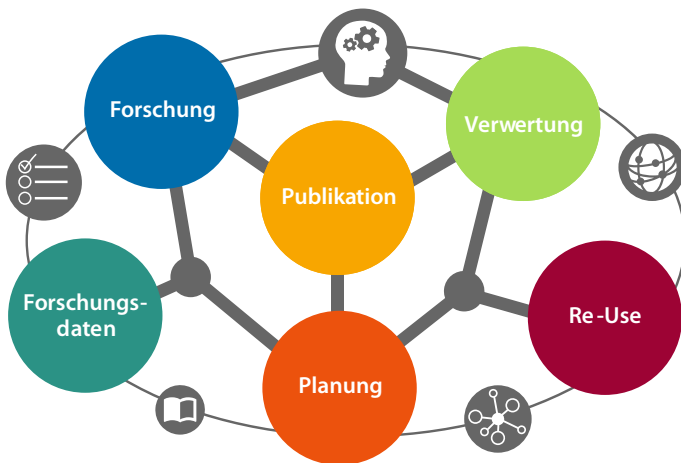 Forschung
Verwertung
Publikation
Forschungs-
daten
Re-Use
Planung